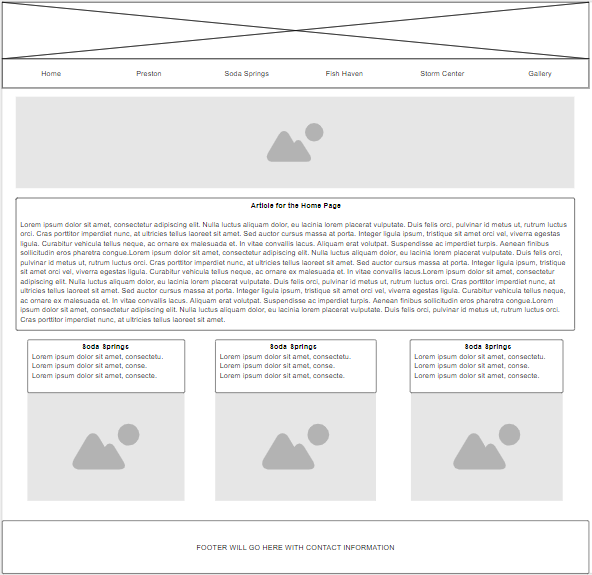 Home Preston Soda Springs Fish Haven Storm Center Gallery
Article for the Home Page
Lorem ipsum dolor sit amet, consectetur adipiscing elit. Nulla luctus aliquam dolor, eu lacinia lorem placerat vulputate. Duis felis orci, pulvinar id metus ut, rutrum luctus
orci. Cras porttitor imperdiet nunc, at ultricies tellus laoreet sit amet. Sed auctor cursus massa at porta. Integer ligula ipsum, tristique sit amet orci vel, viverra egestas
ligula. Curabitur vehicula tellus neque, ac ornare ex malesuada et. In vitae convallis lacus. Aliquam erat volutpat. Suspendisse ac imperdiet turpis. Aenean finibus
sollicitudin eros pharetra congue.Lorem ipsum dolor sit amet, consectetur adipiscing elit. Nulla luctus aliquam dolor, eu lacinia lorem placerat vulputate. Duis felis orci,
pulvinar id metus ut, rutrum luctus orci. Cras porttitor imperdiet nunc, at ultricies tellus laoreet sit amet. Sed auctor cursus massa at porta. Integer ligula ipsum, tristique
sit amet orci vel, viverra egestas ligula. Curabitur vehicula tellus neque, ac ornare ex malesuada et. In vitae convallis lacus.Lorem ipsum dolor sit amet, consectetur
adipiscing elit. Nulla luctus aliquam dolor, eu lacinia lorem placerat vulputate. Duis felis orci, pulvinar id metus ut, rutrum luctus orci. Cras porttitor imperdiet nunc, at
ultricies tellus laoreet sit amet. Sed auctor cursus massa at porta. Integer ligula ipsum, tristique sit amet orci vel, viverra egestas ligula. Curabitur vehicula tellus neque,
ac ornare ex malesuada et. In vitae convallis lacus. Aliquam erat volutpat. Suspendisse ac imperdiet turpis. Aenean finibus sollicitudin eros pharetra congue.Lorem
ipsum dolor sit amet, consectetur adipiscing elit. Nulla luctus aliquam dolor, eu lacinia lorem placerat vulputate. Duis felis orci, pulvinar id metus ut, rutrum luctus orci.
Cras porttitor imperdiet nunc, at ultricies tellus laoreet sit amet.
Soda Springs
Lorem ipsum dolor sit amet, consectetu.
Lorem ipsum dolor sit amet, conse.
Lorem ipsum dolor sit amet, consecte.
Soda Springs
Lorem ipsum dolor sit amet, consectetu.
Lorem ipsum dolor sit amet, conse.
Lorem ipsum dolor sit amet, consecte.
Soda Springs
Lorem ipsum dolor sit amet, consectetu.
Lorem ipsum dolor sit amet, conse.
Lorem ipsum dolor sit amet, consecte.
FOOTER WILL GO HERE WITH CONTACT INFORMATION